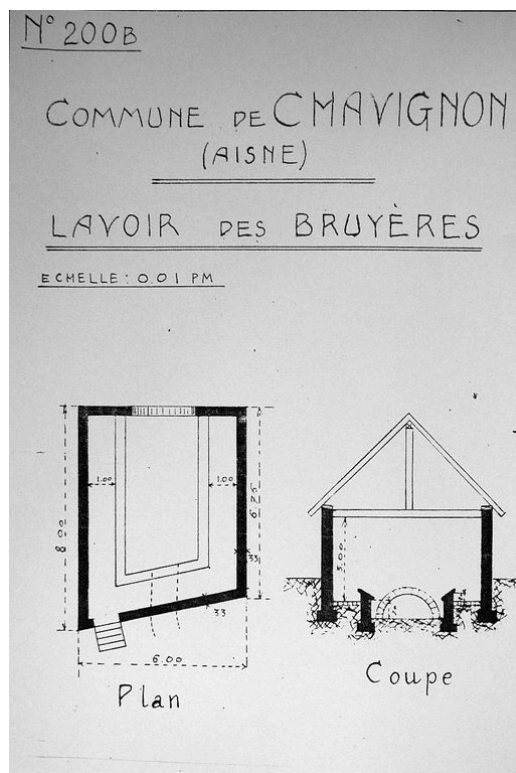 N° 200B
COMMUNE DE CHAVIGNON
(AISNE)
LAVOIR DES BRUYÈRES
ECHELLE: 0.01 PM
8.00
1.00
1.00
33
33
6.00
3.00
Plan
Coupe